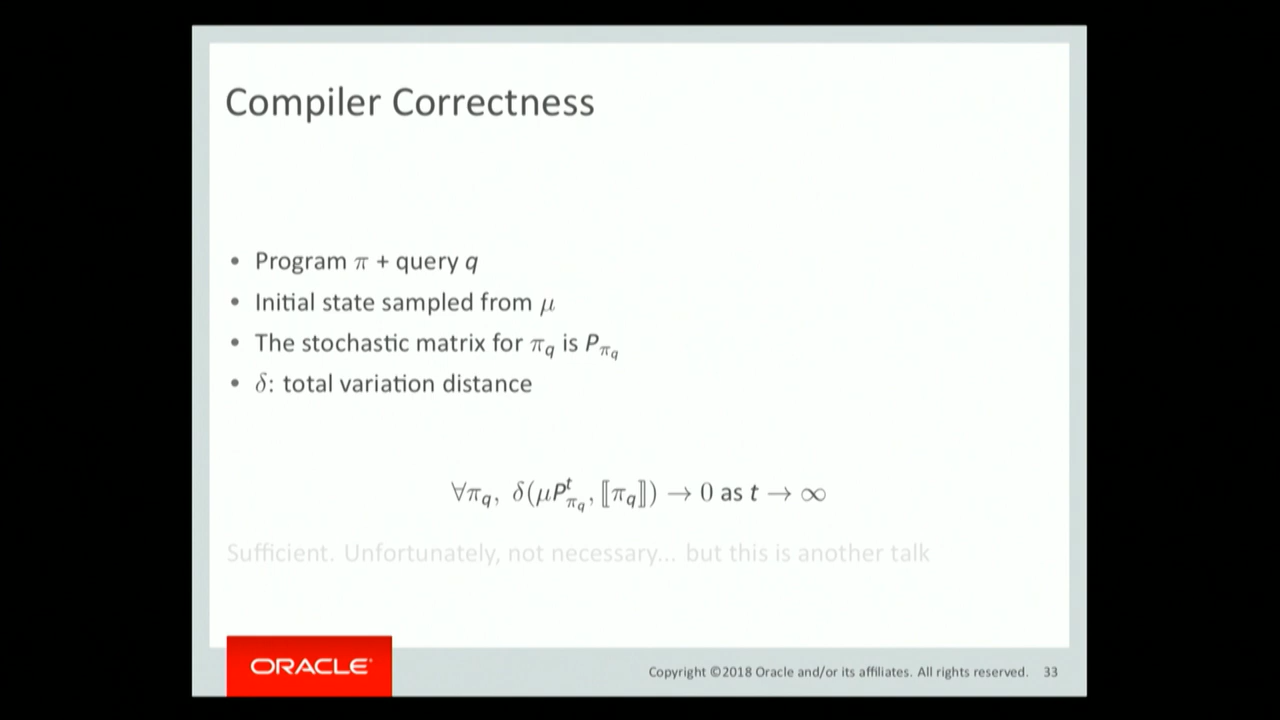 Compiler Correctness
• Program π + query q
• Initial state sampled from μ
• The stochastic matrix for π_q is P_{π_q}
• δ: total variation distance
∀π_q, δ(μP^t_{π_q}, ⟦π_q⟧) → 0 as t → ∞
Sufficient. Unfortunately, not necessary... but this is another talk
ORACLE®
Copyright ©2018 Oracle and/or its affiliates. All rights reserved. 33